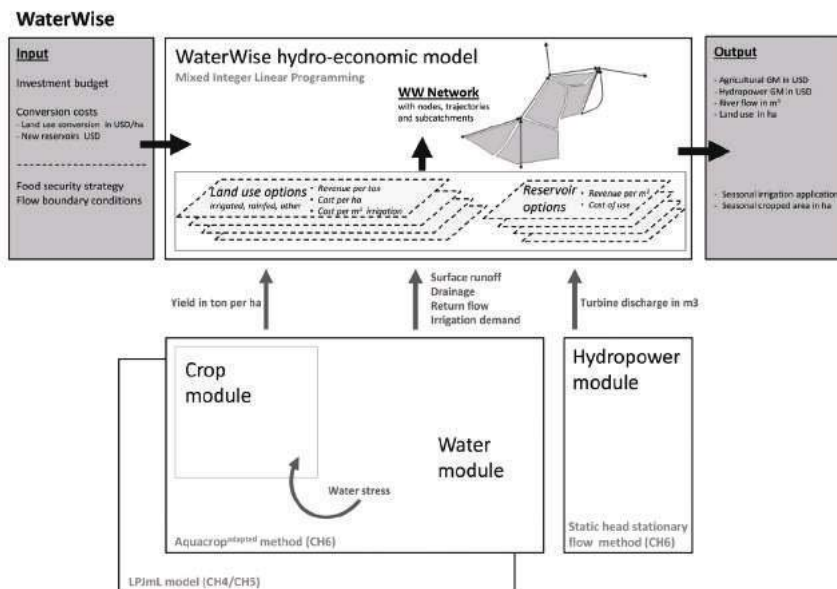 WaterWise
Input
Investment budget
Conversion costs
- Land use conversion in USD/ha
- New reservoirs USD
Food security strategy
Flow boundary conditions
WaterWise hydro-economic model
Mixed Integer Linear Programming
WW Network
with nodes, trajectories
and subcatchments
Land use options
irrigated, rainfed, other
• Revenue per ton
• Cost per ha
• Cost per m³ irrigation
Reservoir
options
• Revenue per m³
• Cost of use
Output
- Agricultural GM in USD
- Hydropower GM in USD
- River flow in m³
- Land use in ha
- Seasonal irrigation application
- Seasonal cropped area in ha
Yield in ton per ha
Surface runoff
Drainage
Return flow
Irrigation demand
Turbine discharge in m3
Crop
module
Water
module
Water stress
Aquacropadapted method (CH6)
LPJmL model (CH4/CH5)
Hydropower
module
Static head stationary
flow method (CH6)